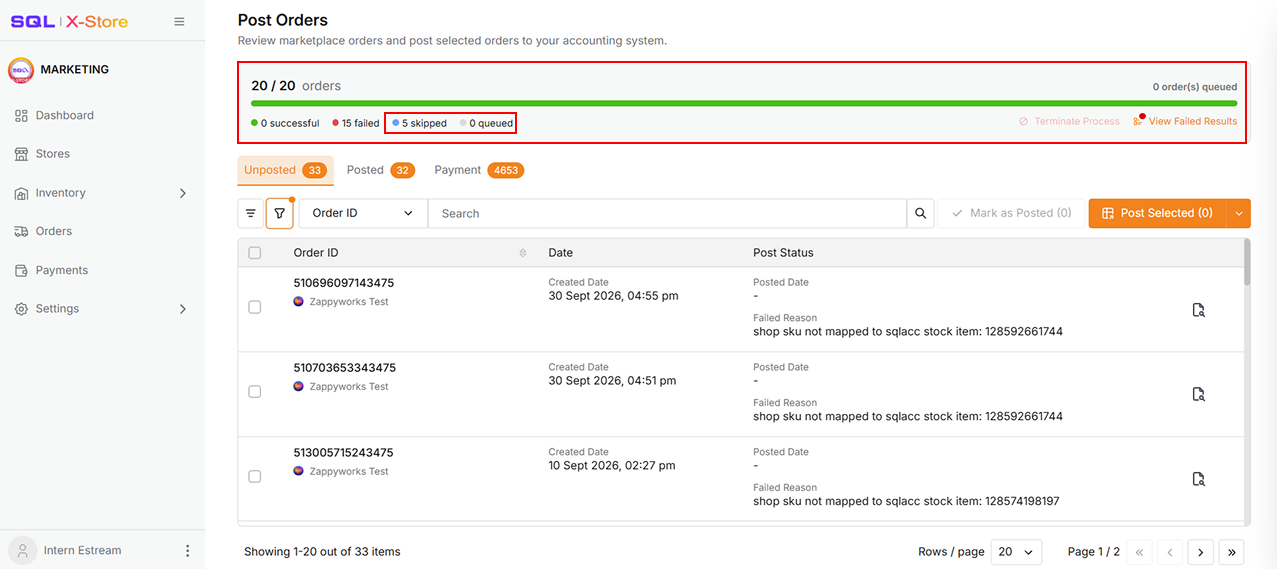 SQL | X-Store
MARKETING
Dashboard
Stores
Inventory
Orders
Payments
Settings
Intern Estream
Post Orders
Review marketplace orders and post selected orders to your accounting system.
20 / 20 orders
0 order(s) queued
0 successful 15 failed 5 skipped 0 queued
Terminate Process View Failed Results
Unposted 33 Posted 32 Payment 4653
Order ID Search Mark as Posted (0) Post Selected (0)
Order ID Date Post Status
510696097143475
Zappyworks Test
Created Date
30 Sept 2026, 04:55 pm
Posted Date
-
Failed Reason
shop sku not mapped to sqlacc stock item: 128592661744
510703653343475
Zappyworks Test
Created Date
30 Sept 2026, 04:51 pm
Posted Date
-
Failed Reason
shop sku not mapped to sqlacc stock item: 128592661744
513005715243475
Zappyworks Test
Created Date
10 Sept 2026, 02:27 pm
Posted Date
-
Failed Reason
shop sku not mapped to sqlacc stock item: 128574198197
Showing 1-20 out of 33 items
Rows / page 20 Page 1 / 2 « ‹ › »